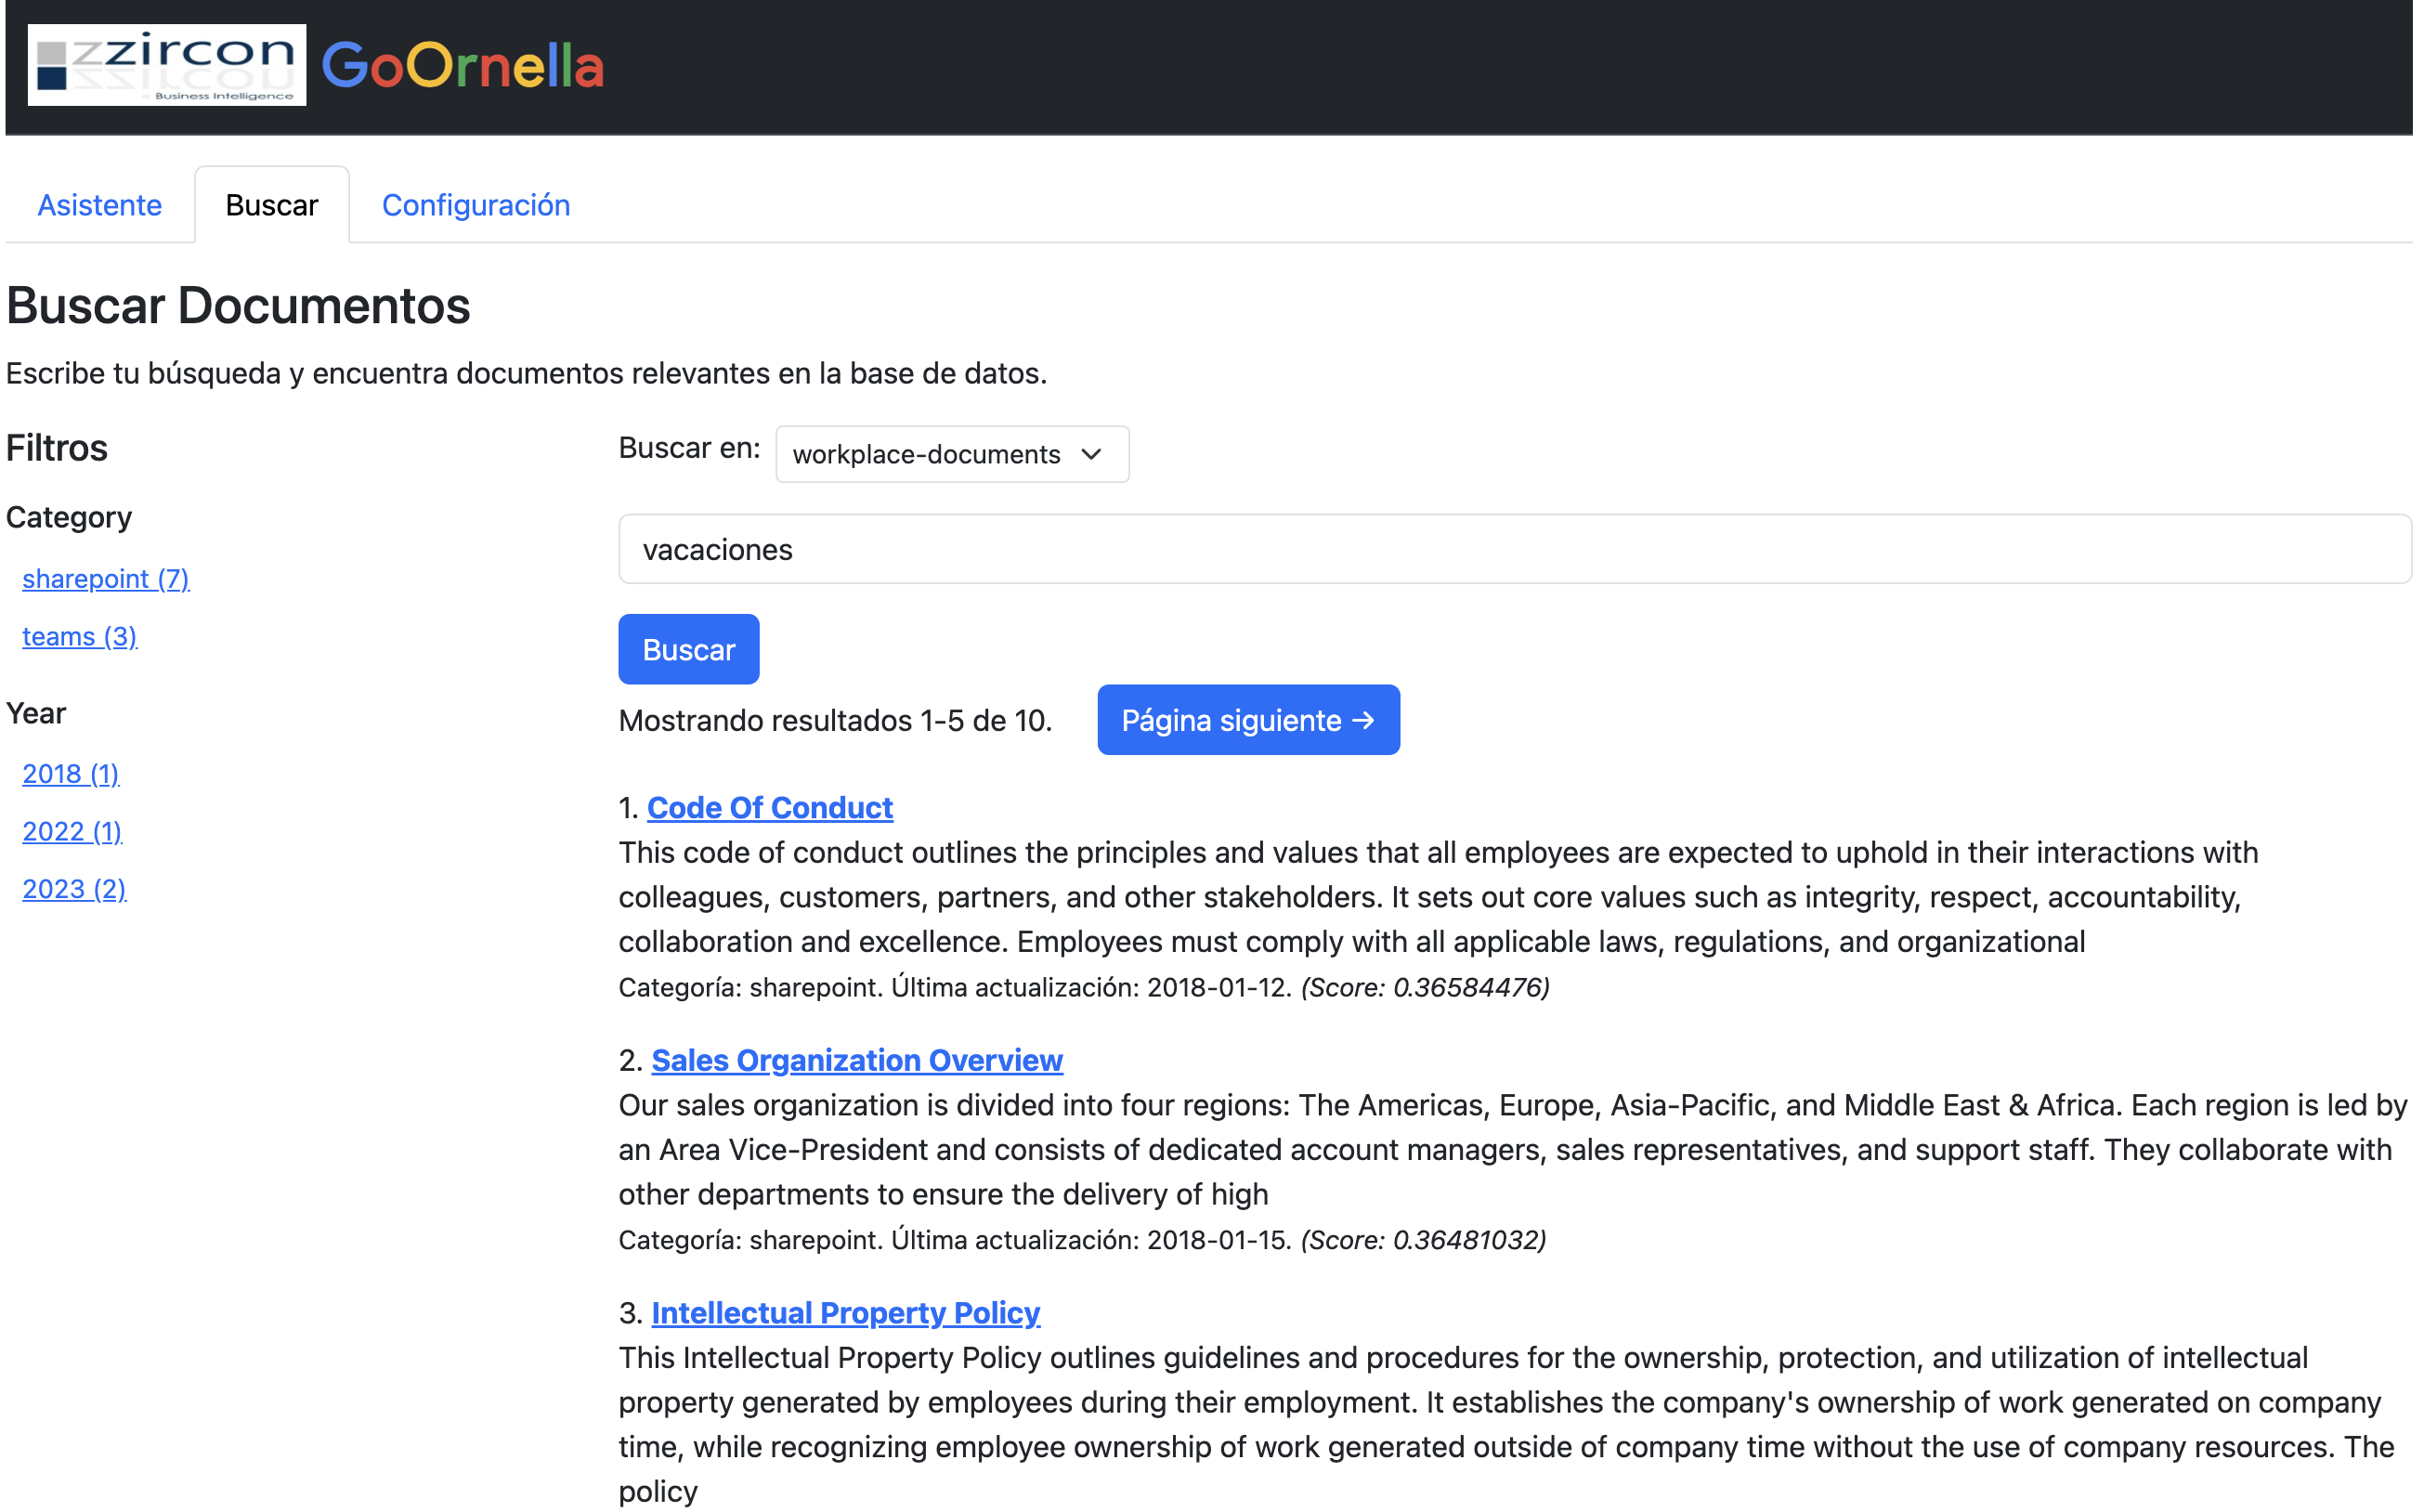 zzircon
Business Intelligence
GoOrnella
Asistente
Buscar
Configuración
Buscar Documentos
Escribe tu búsqueda y encuentra documentos relevantes en la base de datos.
Filtros
Category
sharepoint (7)
teams (3)
Year
2018 (1)
2022 (1)
2023 (2)
Buscar en: workplace-documents
vacaciones
Buscar
Mostrando resultados 1-5 de 10. Página siguiente →
1. Code Of Conduct
This code of conduct outlines the principles and values that all employees are expected to uphold in their interactions with
colleagues, customers, partners, and other stakeholders. It sets out core values such as integrity, respect, accountability,
collaboration and excellence. Employees must comply with all applicable laws, regulations, and organizational
Categoría: sharepoint. Última actualización: 2018-01-12. (Score: 0.36584476)
2. Sales Organization Overview
Our sales organization is divided into four regions: The Americas, Europe, Asia-Pacific, and Middle East & Africa. Each region is led by
an Area Vice-President and consists of dedicated account managers, sales representatives, and support staff. They collaborate with
other departments to ensure the delivery of high
Categoría: sharepoint. Última actualización: 2018-01-15. (Score: 0.36481032)
3. Intellectual Property Policy
This Intellectual Property Policy outlines guidelines and procedures for the ownership, protection, and utilization of intellectual
property generated by employees during their employment. It establishes the company's ownership of work generated on company
time, while recognizing employee ownership of work generated outside of company time without the use of company resources. The
policy